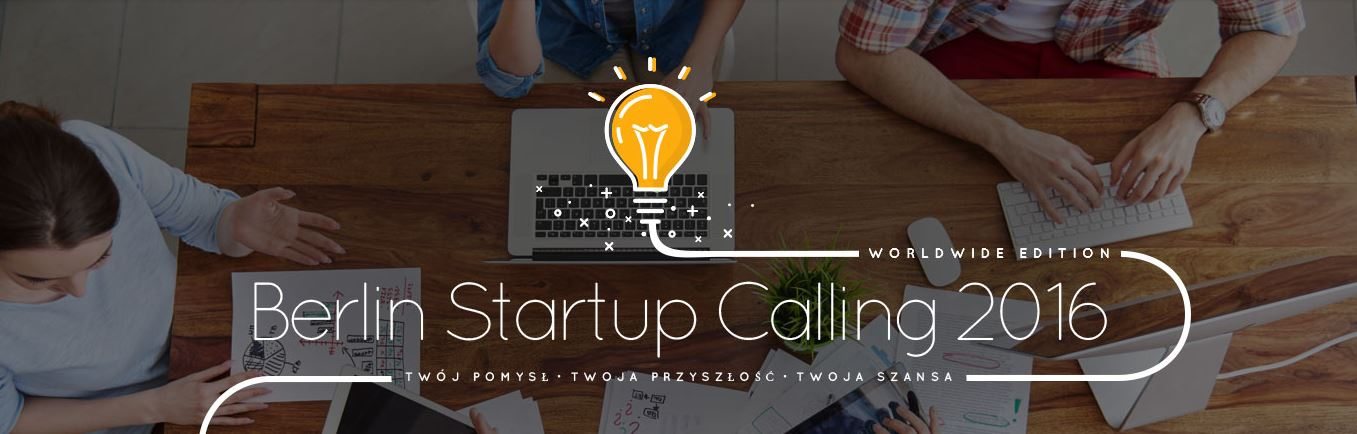 WORLDWIDE EDITION
Berlin Startup Calling 2016
TWÓJ POMYSŁ · TWOJA PRZYSZŁOŚĆ · TWOJA SZANSA